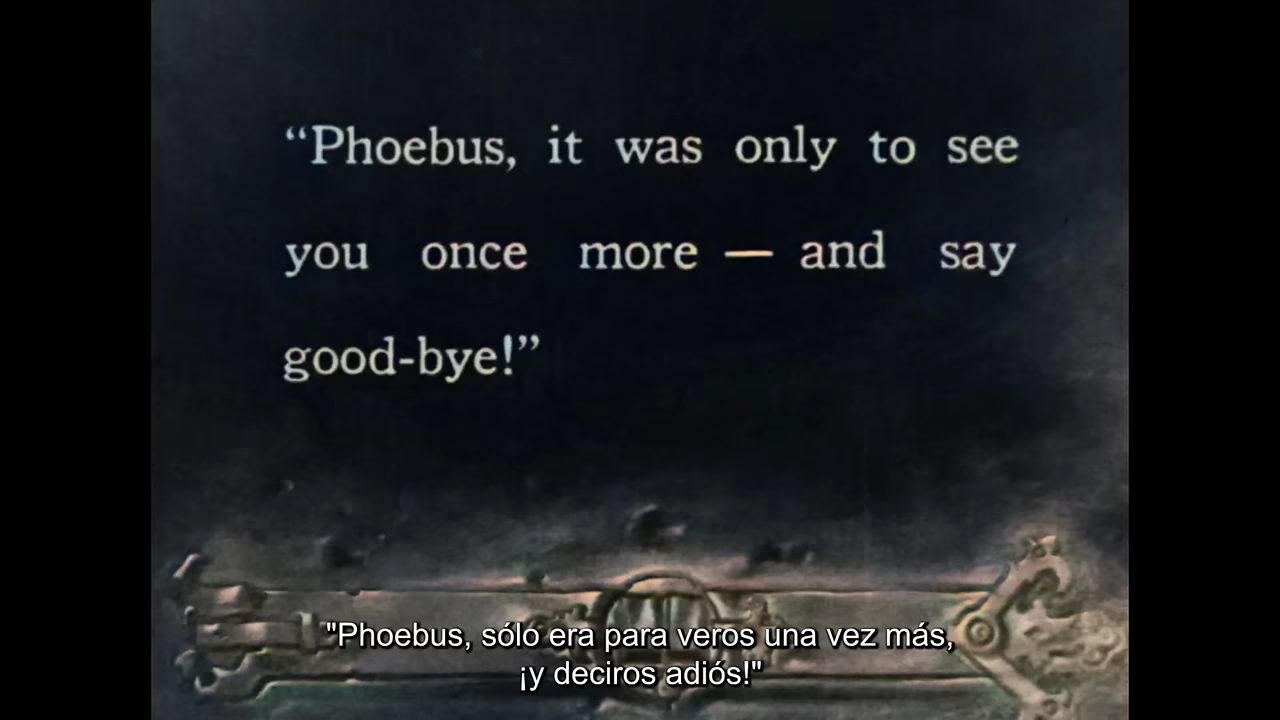 “Phoebus, it was only to see
you once more — and say
good-bye!”
"Phoebus, sólo era para veros una vez más,
¡y deciros adiós!"